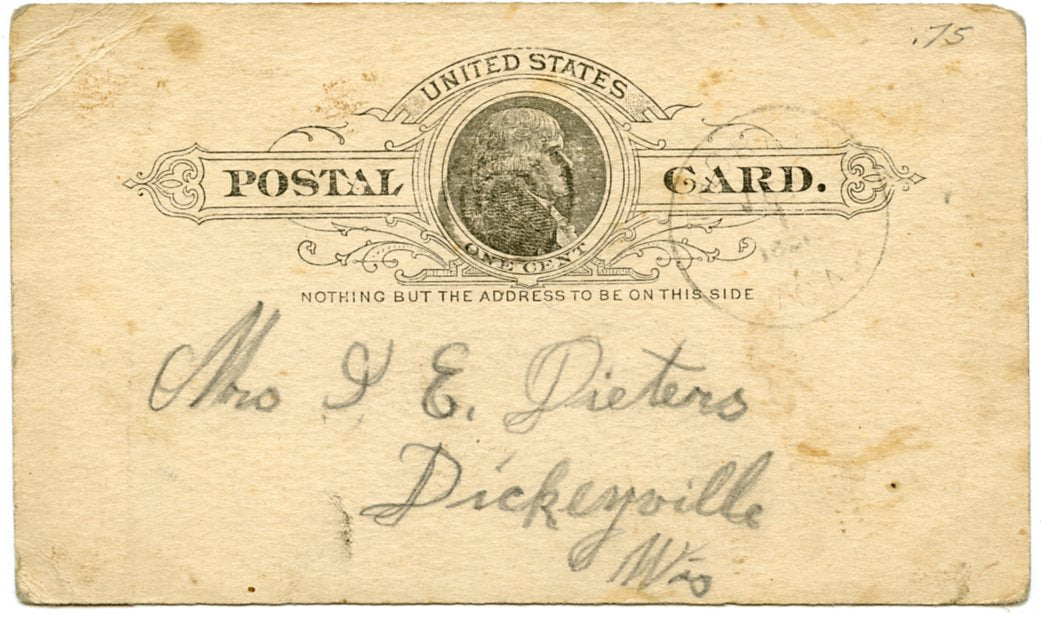 .75
UNITED STATES
POSTAL CARD.
ONE CENT
NOTHING BUT THE ADDRESS TO BE ON THIS SIDE
Mrs I E. Dieters
Dickeyville
Wis